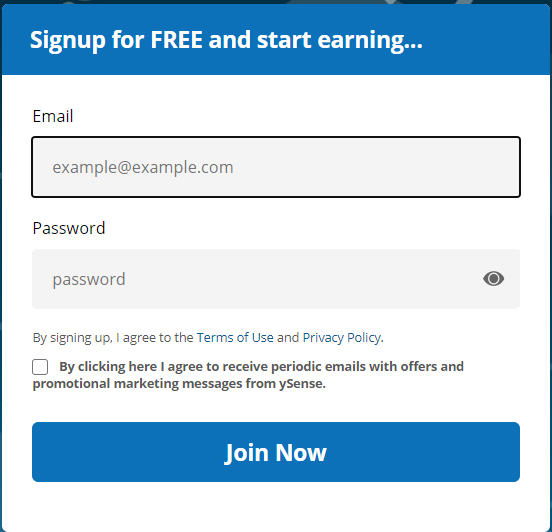 Signup for FREE and start earning...
Email
example@example.com
Password
password
By signing up, I agree to the Terms of Use and Privacy Policy.
By clicking here I agree to receive periodic emails with offers and
promotional marketing messages from ySense.
Join Now